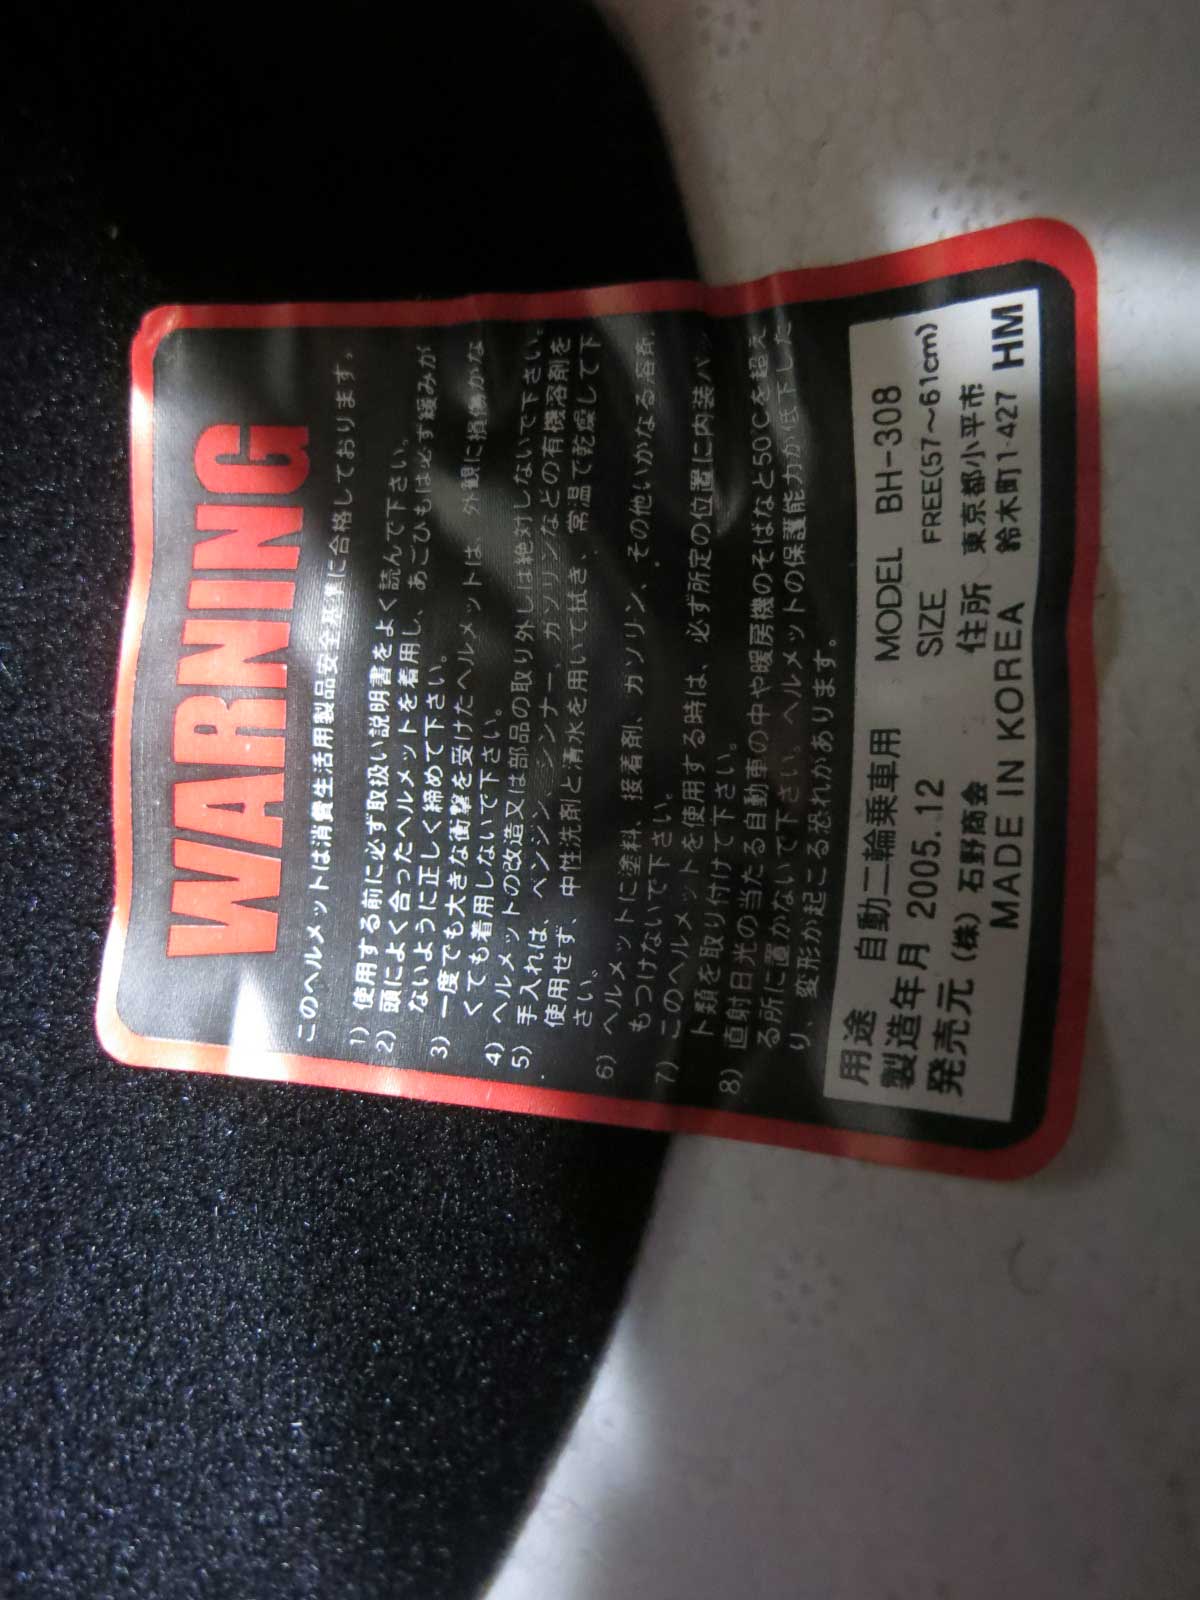 WARNING
このヘルメットは消費生活用製品安全基準に合格しております。
1) 使用する前に必ず取扱い説明書をよく読んで下さい。
2) 頭によく合ったヘルメットを着用し、あごひもは必ず緩みが
ないように正しく締めて下さい。
3) 一度でも大きな衝撃を受けたヘルメットは 外観に損傷がな
くても着用しないで下さい。
4) ヘルメットの改造又は部品の取り外しは絶対しないで下さい。
5) 手入れは、ベンジン、シンナー、ガソリンなどの有機溶剤を
使用せず、中性洗剤と清水を用いて拭き、常温で乾燥して下
さい。
6) ヘルメットに塗料、接着剤、ガソリン、その他いかなる溶剤
もつけないで下さい。
7) このヘルメットを使用する時は、必ず所定の位置に内装パッ
ト類を取り付けて下さい。
8) 直射日光の当たる自動車の中や暖房機のそばなど50℃を超え
る所に置かないで下さい。ヘルメットの保護能力が低下した
り、変形が起こる恐れがあります。
用途 自動二輪乗車用 MODEL BH-308
製造年月 2005.12 SIZE FREE(57～61cm)
発売元 (株) 石野商会 住所 東京都小平市
鈴木町1-427
MADE IN KOREA HM